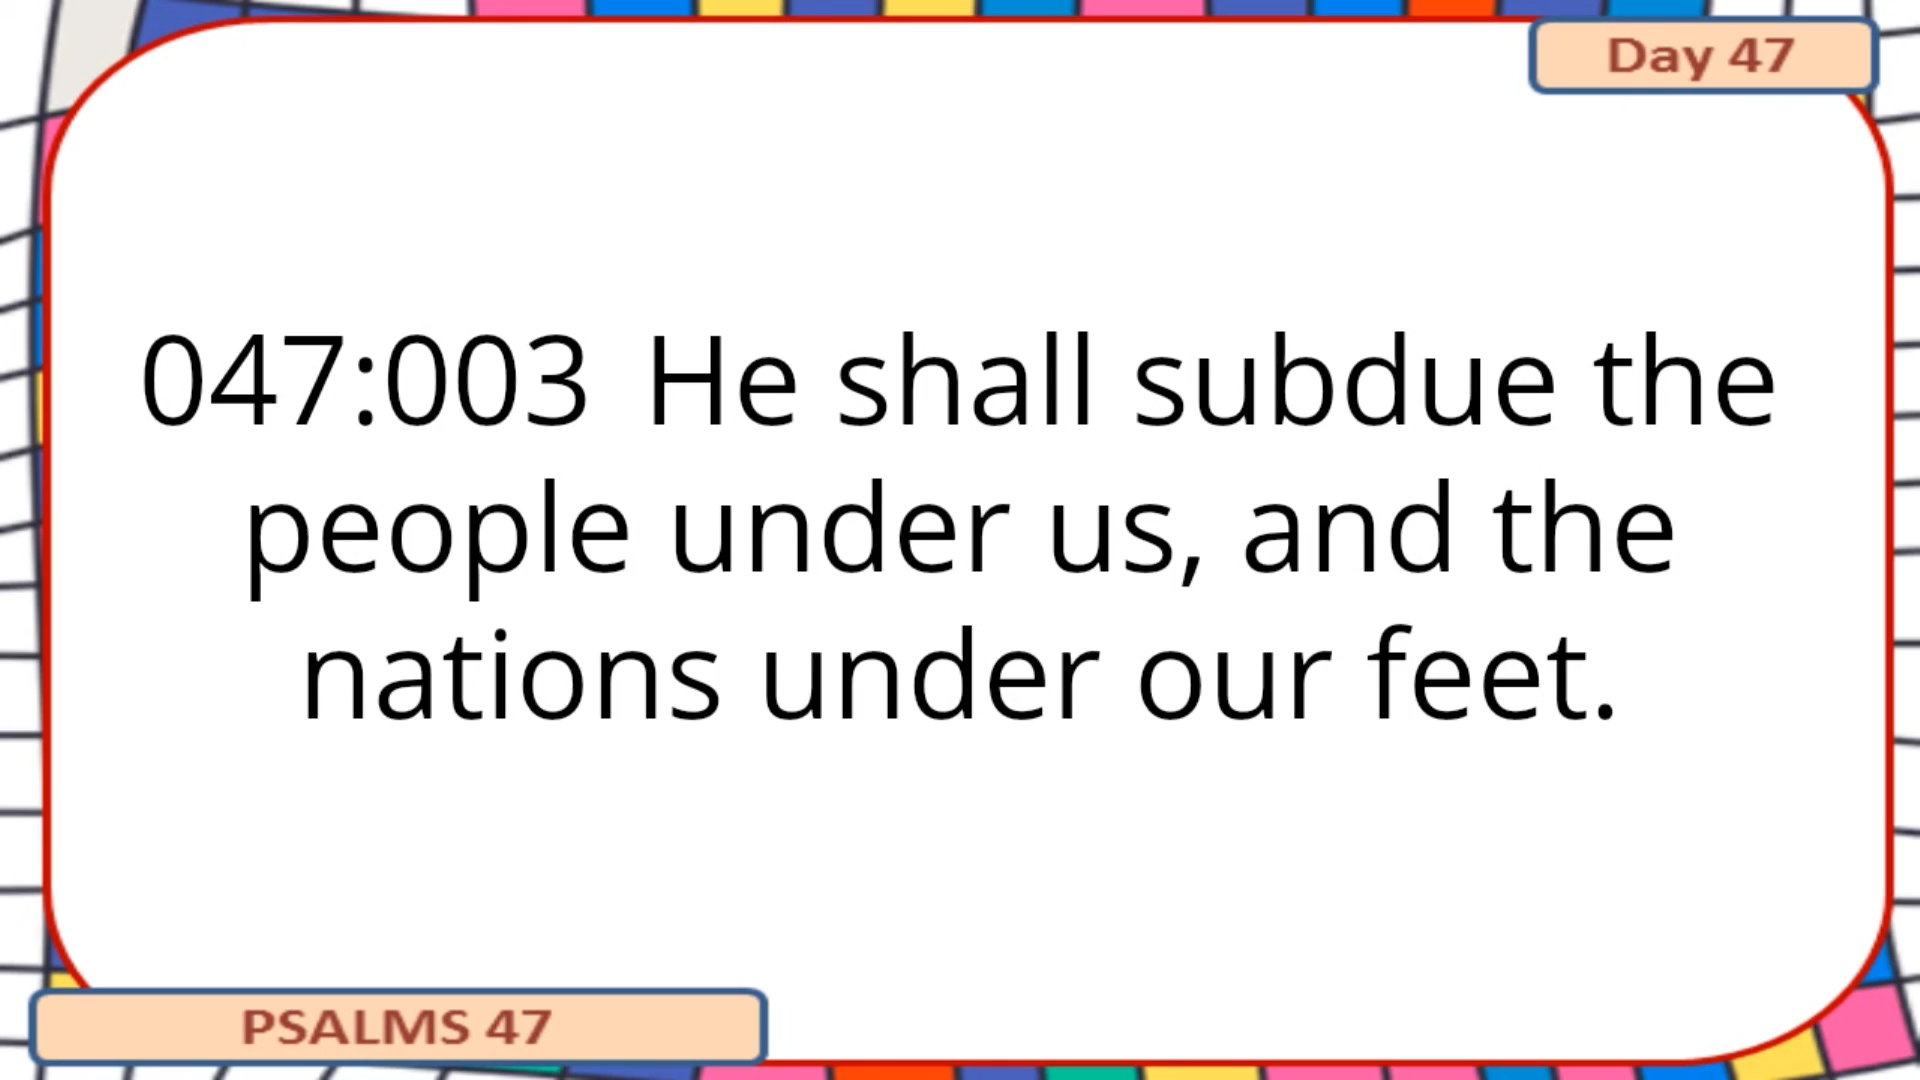 Day 47
047:003 He shall subdue the
people under us, and the
nations under our feet.
PSALMS 47